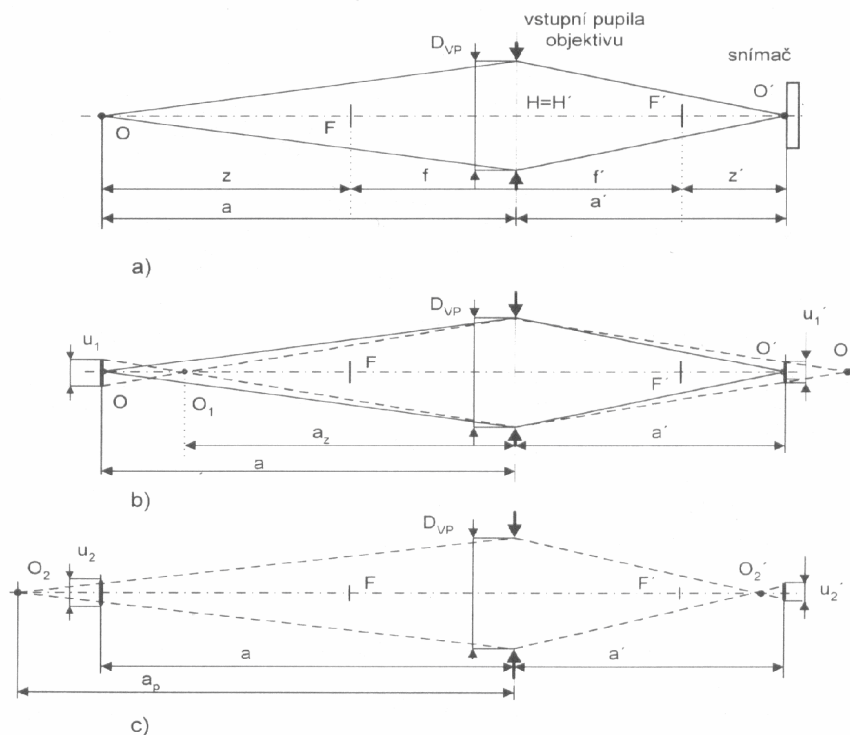 vstupní pupila
objektivu
D_VP
snímač
H=H´
F´
O´
O
F
z
f
f´
z´
a
a´
a)
D_VP
u_1
u_1´
F
F´
O´
O
O
O_1
a_z
a´
a
b)
D_VP
u_2
O_2
F
F´
O_2´
u_2´
a
a´
a_p
c)